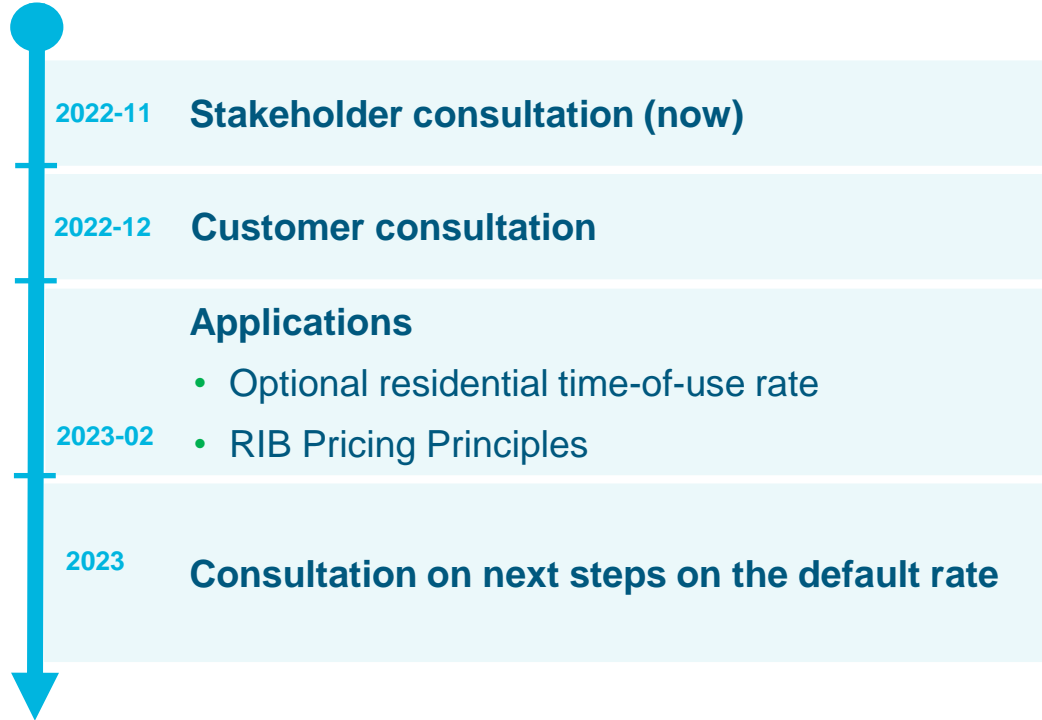 2022-11 Stakeholder consultation (now)
2022-12 Customer consultation
Applications
• Optional residential time-of-use rate
2023-02 • RIB Pricing Principles
2023 Consultation on next steps on the default rate